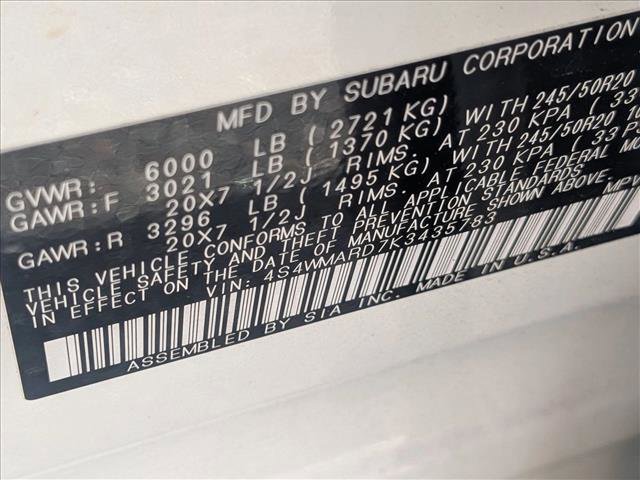 MFD BY SUBARU CORPORATION
GVWR: 6000 LB (2721 KG)
GAWR:F 3021 LB (1370 KG) WITH 245/50R20
20X7 1/2J RIMS. AT 230 KPA (33
GAWR:R 3296 LB (1495 KG) WITH 245/50R20
20X7 1/2J RIMS. AT 230 KPA (33 P
THIS VEHICLE CONFORMS TO ALL APPLICABLE FEDERAL MO
VEHICLE SAFETY AND THEFT PREVENTION STANDARDS
IN EFFECT ON THE DATE OF MANUFACTURE SHOWN ABOVE.
VIN: 4S4WMARD7K3435783 MPV
ASSEMBLED BY SIA INC. MADE IN U.S.A.